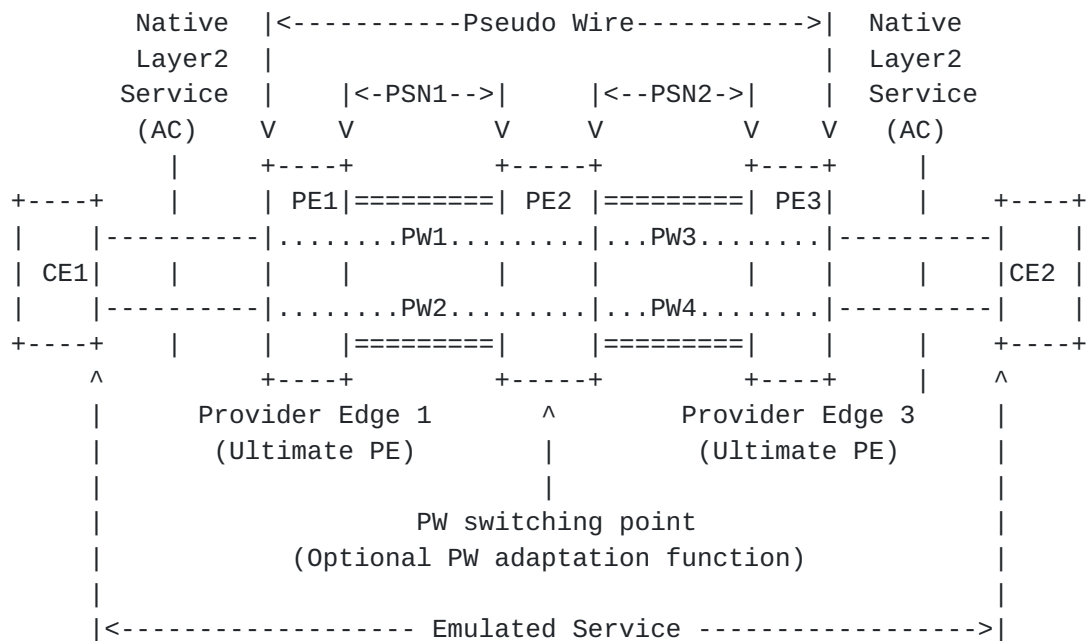 Native  |<-----------Pseudo Wire----------->|  Native
Layer2  |                                   |  Layer2
Service  |    |<-PSN1-->|     |<--PSN2->|    |  Service
(AC)    V    V         V     V         V    V   (AC)
|     +----+         +-----+         +----+     |
+----+    |     | PE1|=========| PE2 |=========| PE3|     |    +----+
|    |----------|........PW1.........|...PW3........|----------|    |
| CE1|    |     |    |         |     |         |    |     |    |CE2 |
|    |----------|........PW2.........|...PW4........|----------|    |
+----+    |     |    |=========|     |=========|    |     |    +----+
^          +----+         +-----+         +----+     |    ^
|      Provider Edge 1       ^        Provider Edge 3     |
|       (Ultimate PE)        |         (Ultimate PE)      |
|                            |                            |
|                    PW switching point                   |
|            (Optional PW adaptation function)            |
|                                                         |
|<------------------- Emulated Service ------------------>|